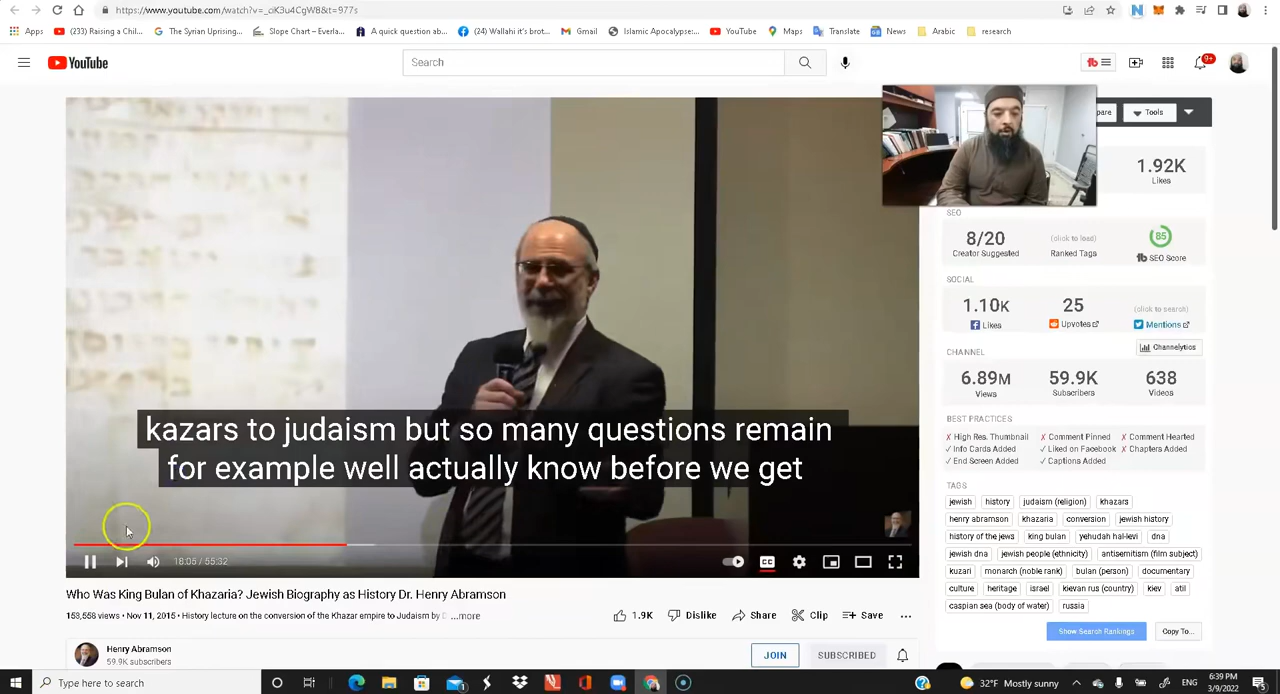 https://www.youtube.com/watch?v=_ciK3u4CgW8&t=977s
Apps
(233) Raising a Chil...
The Syrian Uprising...
Slope Chart – Everla...
A quick question ab...
(24) Wallahi it's brot...
Gmail
Islamic Apocalypse:...
YouTube
Maps
Translate
News
Arabic
research
YouTube
Search
9+
pare
Tools
1.92K
Likes
SEO
8/20
Creator Suggested
(click to load)
Ranked Tags
85
tb SEO Score
SOCIAL
1.10K
Likes
25
Upvotes
(click to search)
Mentions
Channelytics
CHANNEL
6.89M
Views
59.9K
Subscribers
638
Videos
BEST PRACTICES
✗ High Res. Thumbnail
✗ Comment Pinned
✗ Comment Hearted
✓ Info Cards Added
✓ Liked on Facebook
✗ Chapters Added
✓ End Screen Added
✓ Captions Added
TAGS
jewish
history
judaism (religion)
khazars
henry abramson
khazaria
conversion
jewish history
history of the jews
king bulan
yehudah hal-levi
dna
jewish dna
jewish people (ethnicity)
antisemitism (film subject)
kuzari
monarch (noble rank)
bulan (person)
documentary
culture
heritage
israel
kievan rus (country)
kiev
atil
caspian sea (body of water)
russia
Show Search Rankings
Copy To...
kazars to judaism but so many questions remain
for example well actually know before we get
18:05 / 55:32
CC
Who Was King Bulan of Khazaria? Jewish Biography as History Dr. Henry Abramson
158,558 views • Nov 11, 2015 • History lecture on the conversion of the Khazar empire to Judaism by D ...more
1.9K
Dislike
Share
Clip
Save
Henry Abramson
59.9K subscribers
JOIN
SUBSCRIBED
Type here to search
32°F Mostly sunny
6:39 PM
3/9/2022